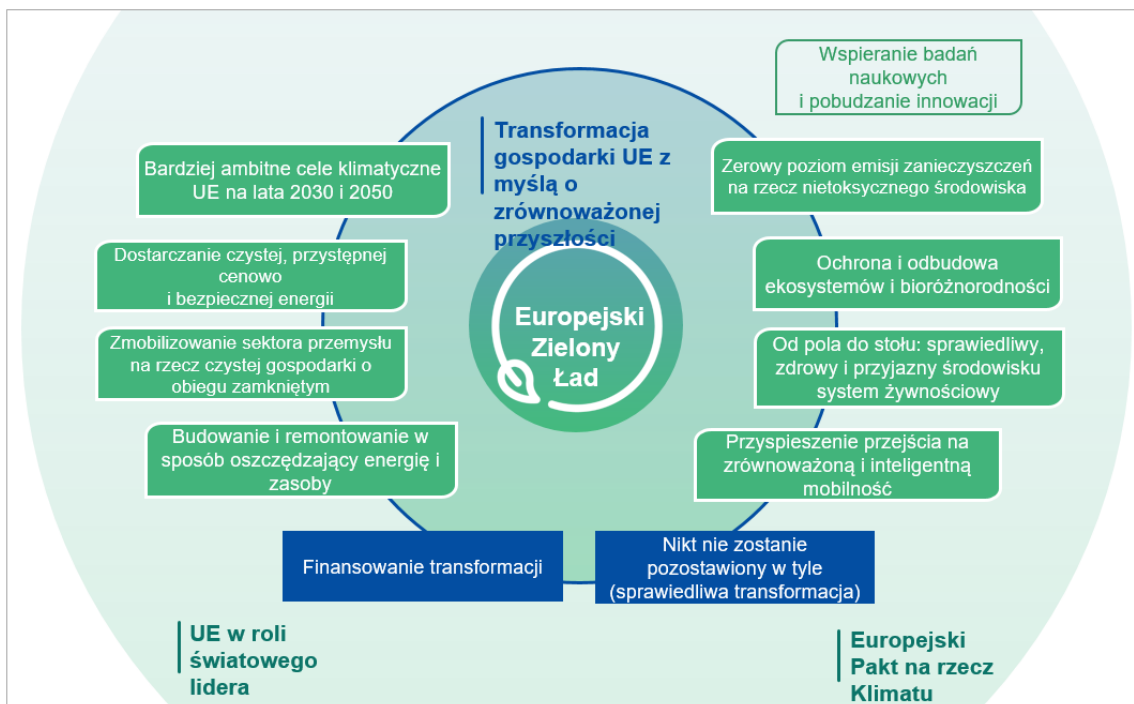 Wspieranie badań
naukowych
i pobudzanie innowacji
Transformacja
gospodarki UE z
myślą o
zrównoważonej
przyszłości
Bardziej ambitne cele klimatyczne
UE na lata 2030 i 2050
Zerowy poziom emisji zanieczyszczeń
na rzecz nietoksycznego środowiska
Dostarczanie czystej, przystępnej
cenowo
i bezpiecznej energii
Ochrona i odbudowa
ekosystemów i bioróżnorodności
Europejski
Zielony
Ład
Zmobilizowanie sektora przemysłu
na rzecz czystej gospodarki o
obiegu zamkniętym
Od pola do stołu: sprawiedliwy,
zdrowy i przyjazny środowisku
system żywnościowy
Budowanie i remontowanie w
sposób oszczędzający energię i
zasoby
Przyspieszenie przejścia na
zrównoważoną i inteligentną
mobilność
Finansowanie transformacji
Nikt nie zostanie
pozostawiony w tyle
(sprawiedliwa transformacja)
UE w roli
światowego
lidera
Europejski
Pakt na rzecz
Klimatu